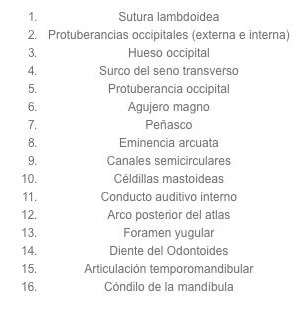 1. Sutura lambdoidea
2. Protuberancias occipitales (externa e interna)
3. Hueso occipital
4. Surco del seno transverso
5. Protuberancia occipital
6. Agujero magno
7. Peñasco
8. Eminencia arcuata
9. Canales semicirculares
10. Céldillas mastoideas
11. Conducto auditivo interno
12. Arco posterior del atlas
13. Foramen yugular
14. Diente del Odontoides
15. Articulación temporomandibular
16. Cóndilo de la mandíbula